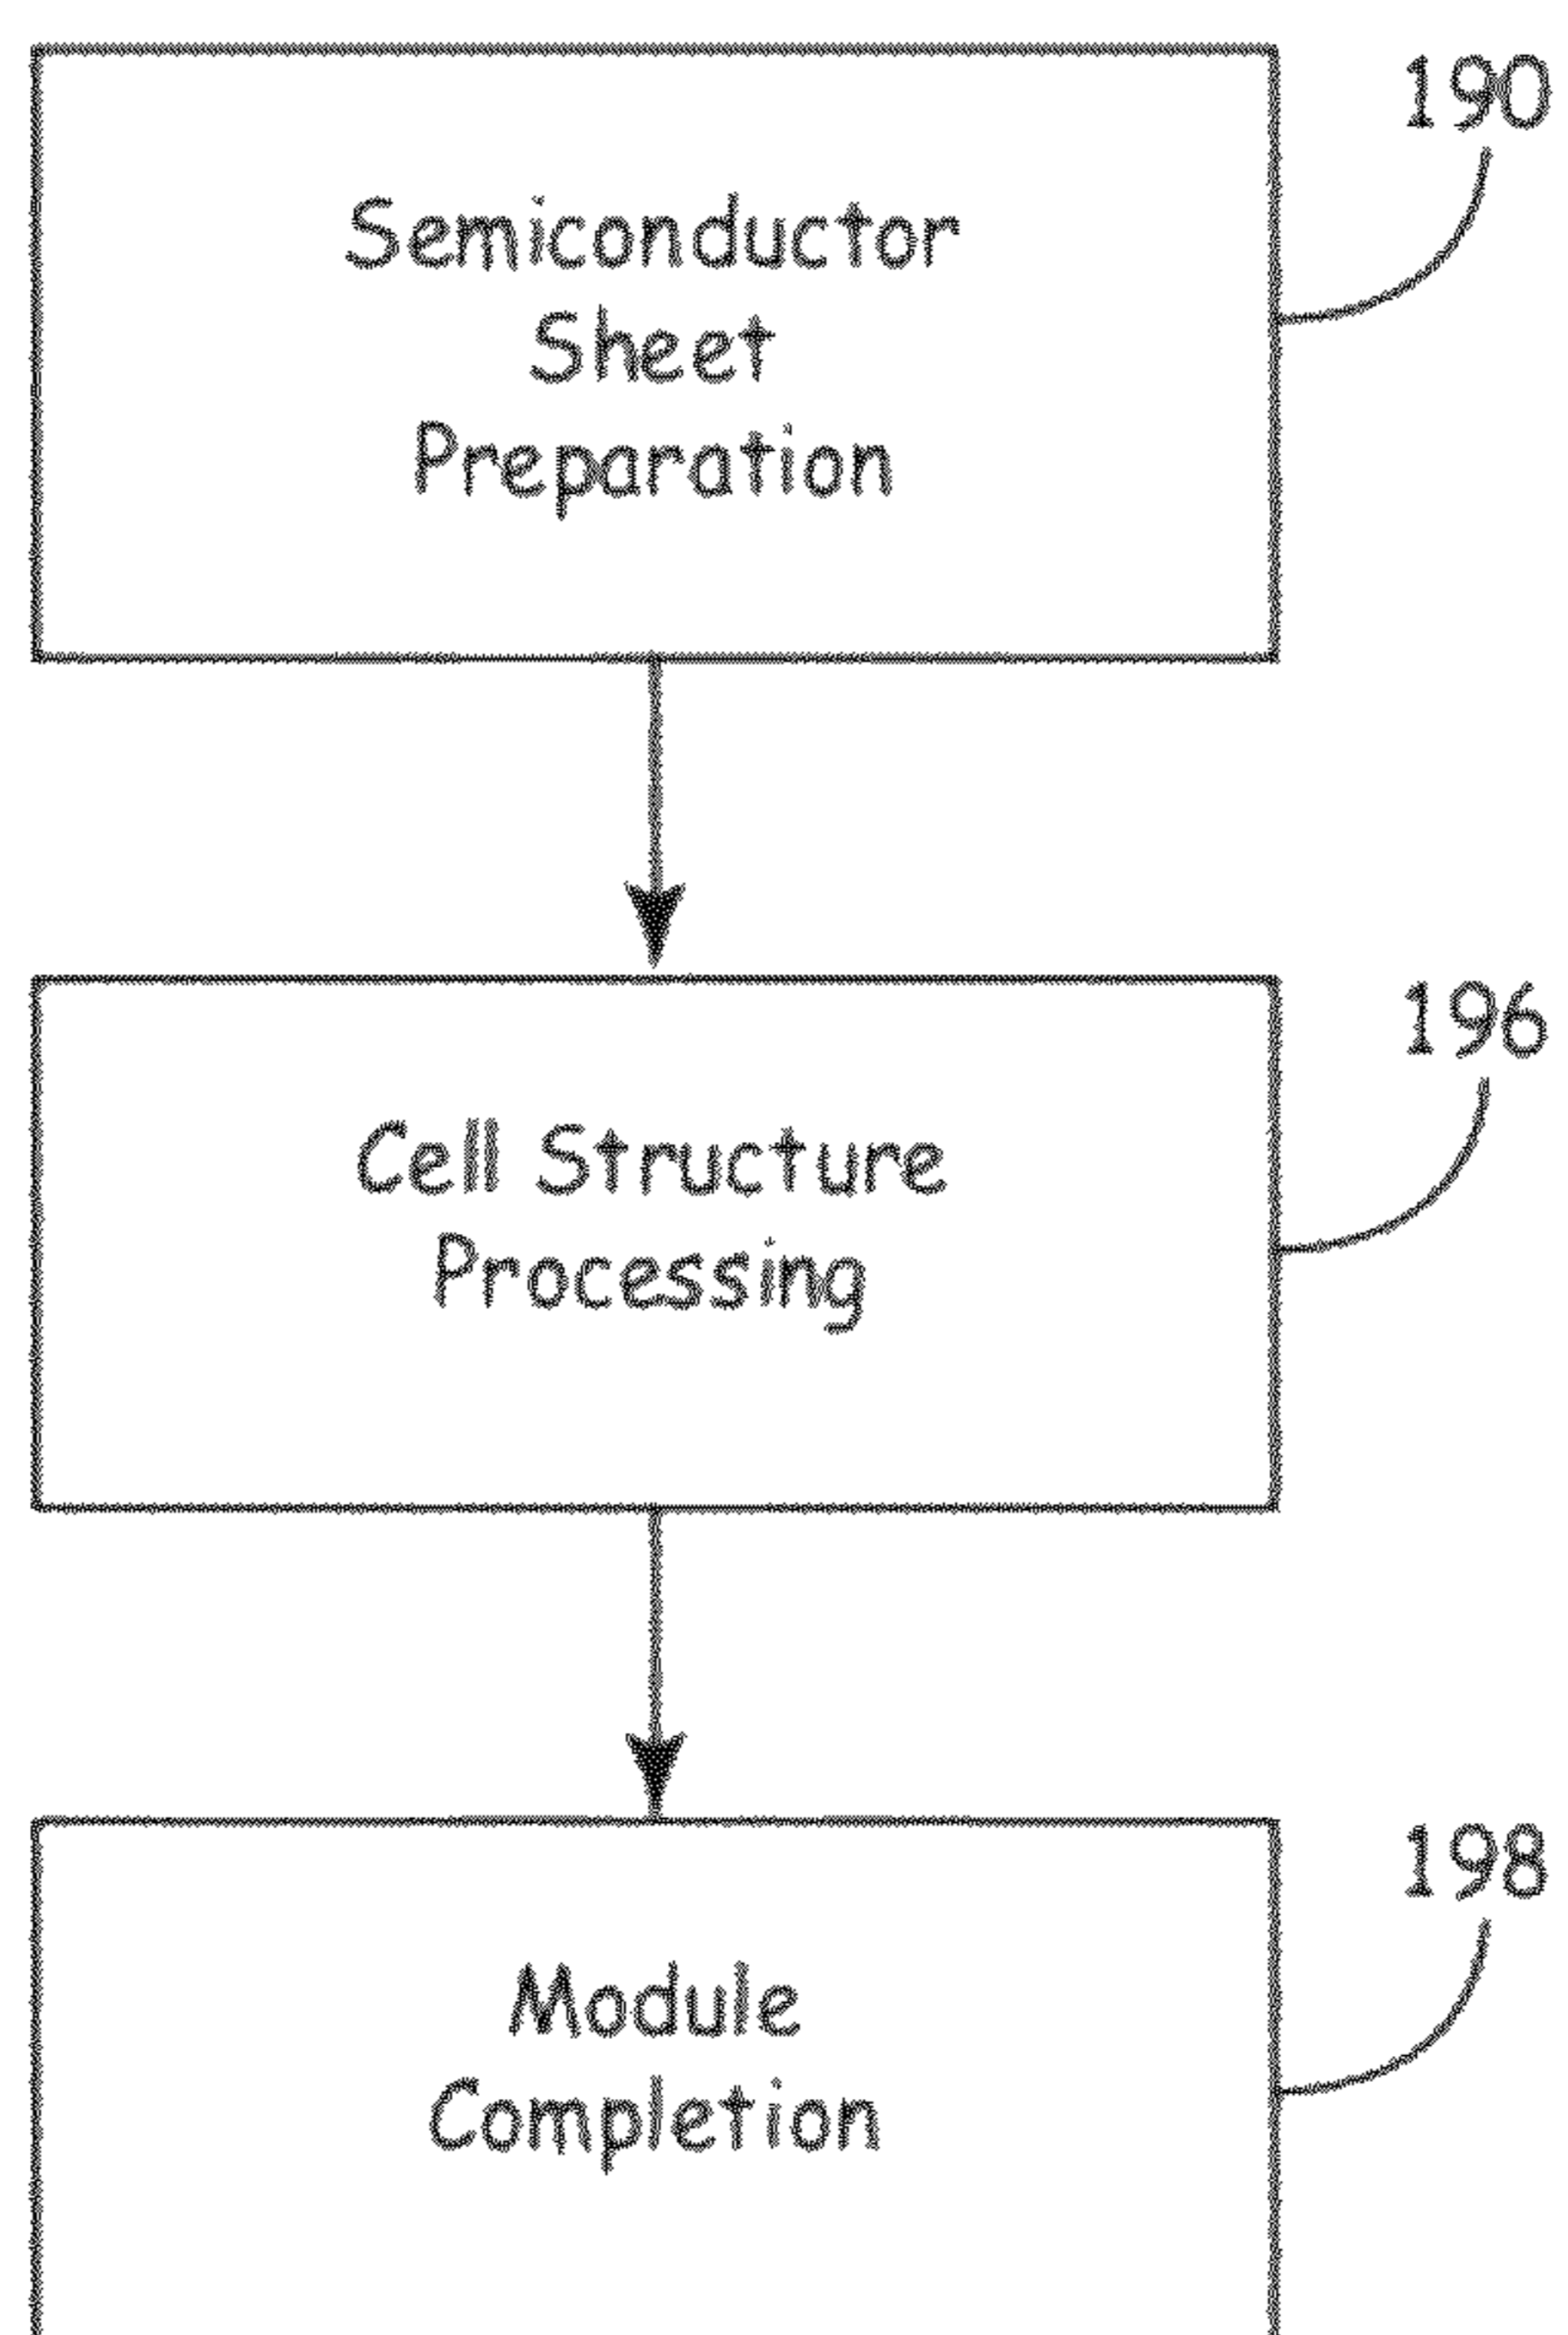 190
Semiconductor
Sheet
Preparation
196
Cell Structure
Processing
198
Module
Completion